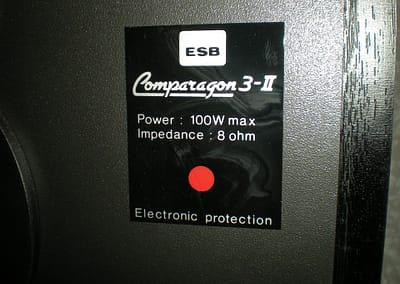 ESB
Comparagon 3-II
Power : 100W max
Impedance : 8 ohm
Electronic protection